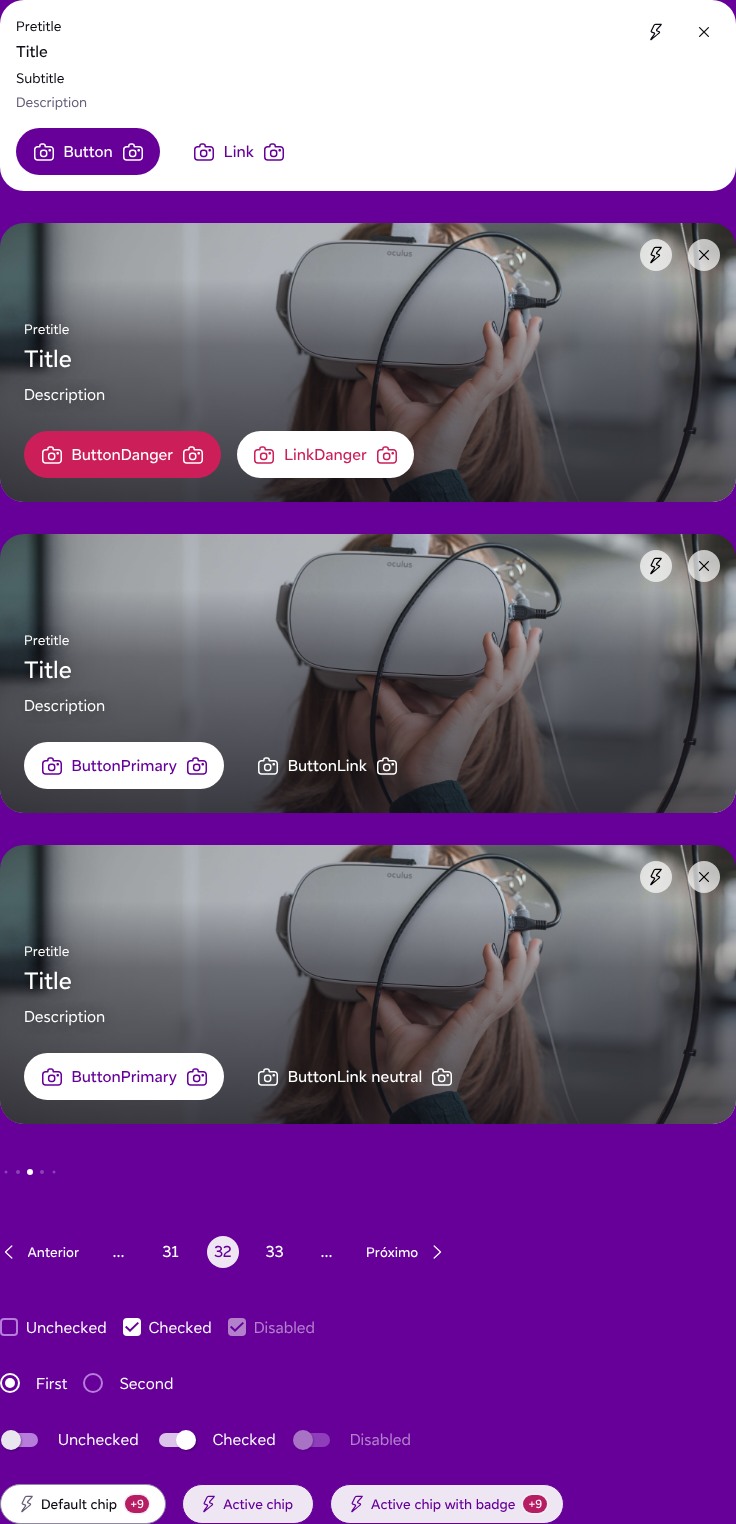 Pretitle
Title
Subtitle
Description
Button Link
oculus
Pretitle
Title
Description
ButtonDanger LinkDanger
oculus
Pretitle
Title
Description
ButtonPrimary ButtonLink
oculus
Pretitle
Title
Description
ButtonPrimary ButtonLink neutral
Anterior ... 31 32 33 ... Próximo
Unchecked Checked Disabled
First Second
Unchecked Checked Disabled
Default chip +9 Active chip Active chip with badge +9